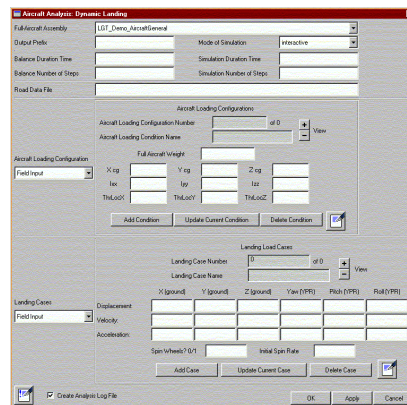 Aircraft Analysis: Dynamic Landing
Full-Aircraft Assembly LGT_Demo_AircraftGeneral
Output Prefix Mode of Simulation interactive
Balance Duration Time Simulation Duration Time
Balance Number of Steps Simulation Number of Steps
Road Data File
Aircraft Loading Configurations
Aircraft Loading Configuration Number of 0 + - View
Aircraft Loading Condition Name
Full Aircraft Weight
Aircraft Loading Configuration
Field Input
X cg Y cg Z cg
Ixx Iyy Izz
ThrLocX ThrLocY ThrLocZ
Add Condition Update Current Condition Delete Condition
Landing Load Cases
Landing Case Number 0 of 0 + - View
Landing Case Name
X (ground) Y (ground) Z (ground) Yaw (YPR) Pitch (YPR) Roll (YPR)
Landing Cases
Field Input
Displacement:
Velocity:
Acceleration:
Spin Wheels? 0/1 Initial Spin Rate
Add Case Update Current Case Delete Case
Create Analysis Log File
OK Apply Cancel